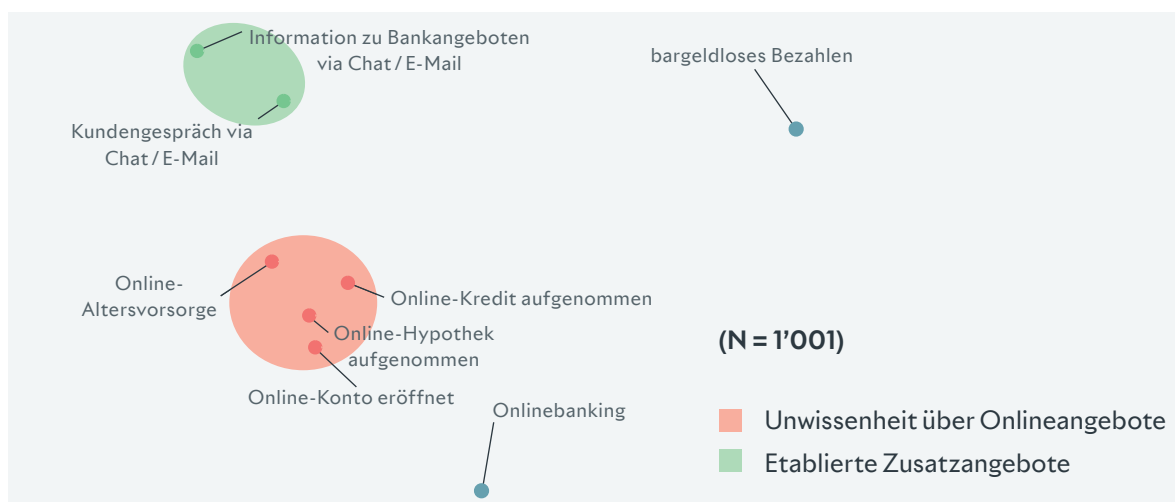 Information zu Bankangeboten
via Chat / E-Mail
bargeldloses Bezahlen
Kundengespräch via
Chat / E-Mail
Online-
Altersvorsorge
Online-Kredit aufgenommen
Online-Hypothek
aufgenommen
Online-Konto eröffnet
Onlinebanking
(N = 1’001)
Unwissenheit über Onlineangebote
Etablierte Zusatzangebote